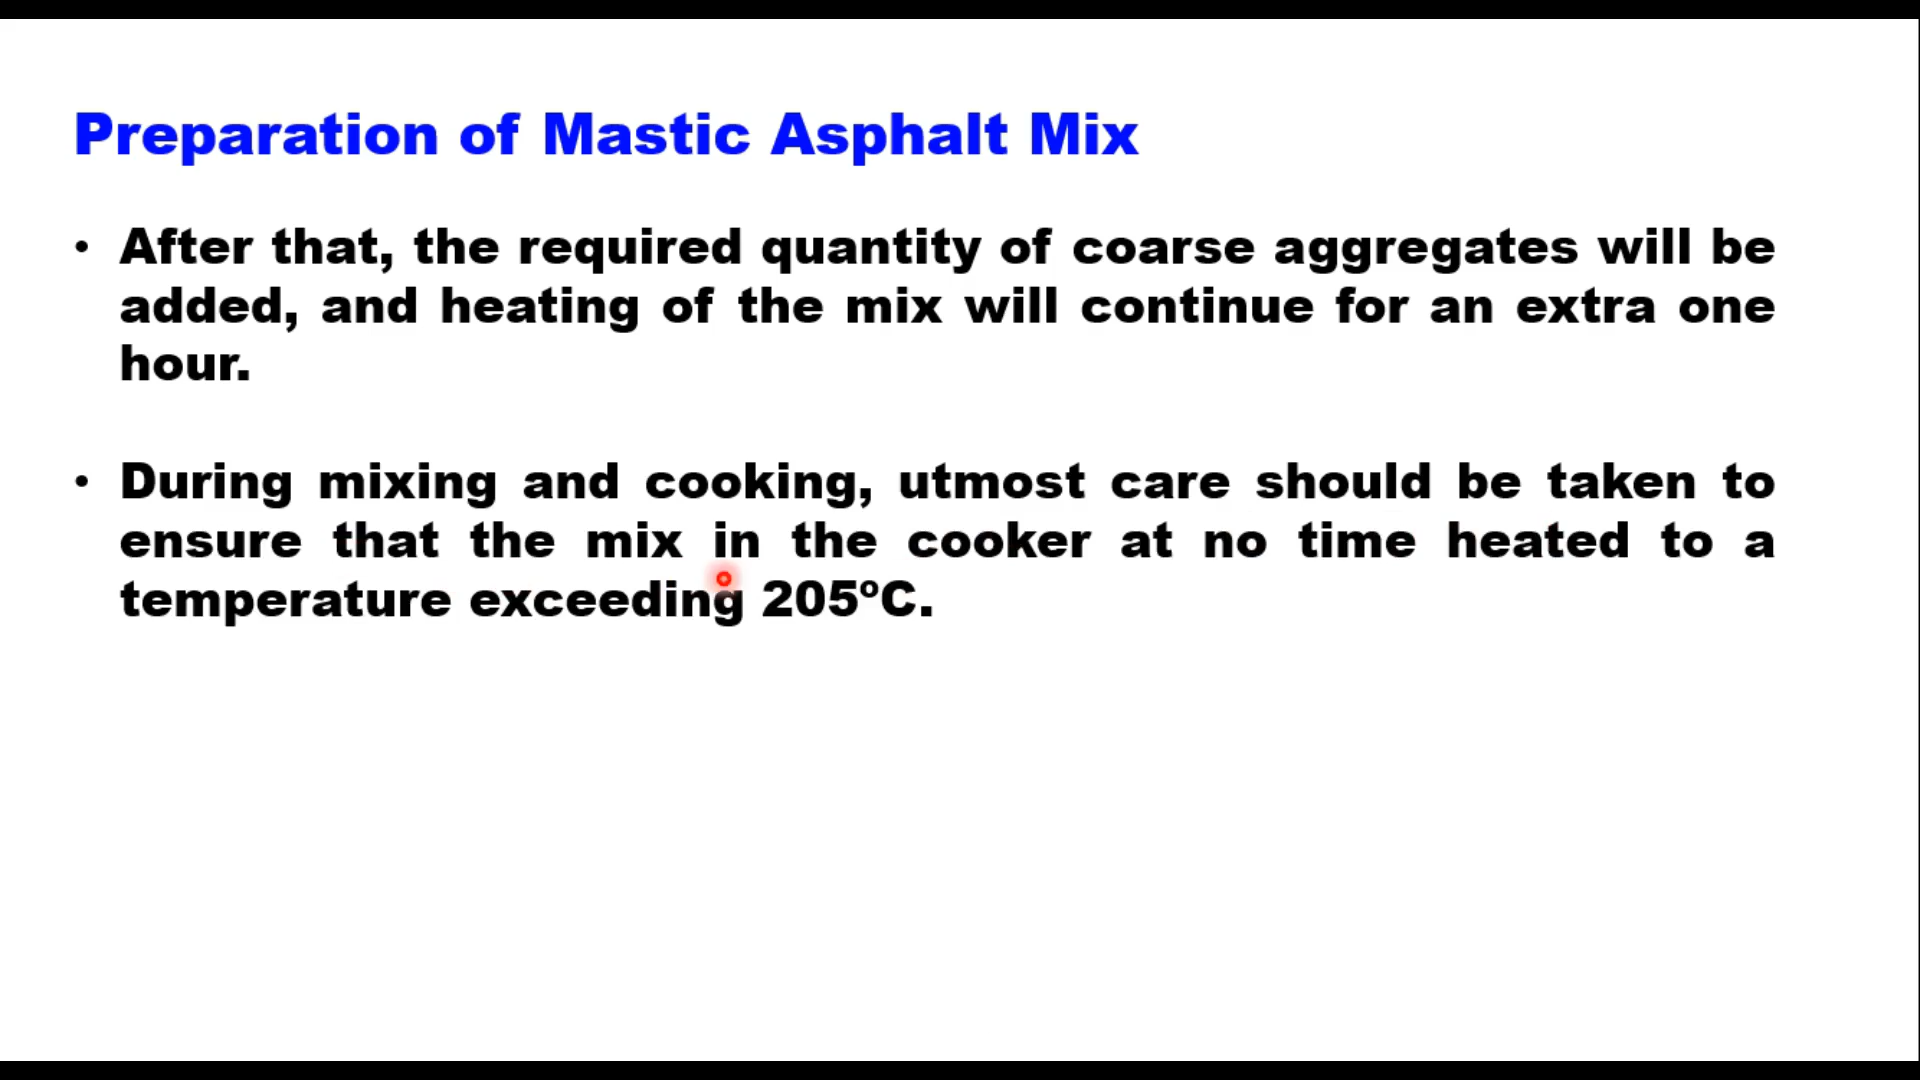 Preparation of Mastic Asphalt Mix
• After that, the required quantity of coarse aggregates will be
added, and heating of the mix will continue for an extra one
hour.
• During mixing and cooking, utmost care should be taken to
ensure that the mix in the cooker at no time heated to a
temperature exceeding 205ºC.